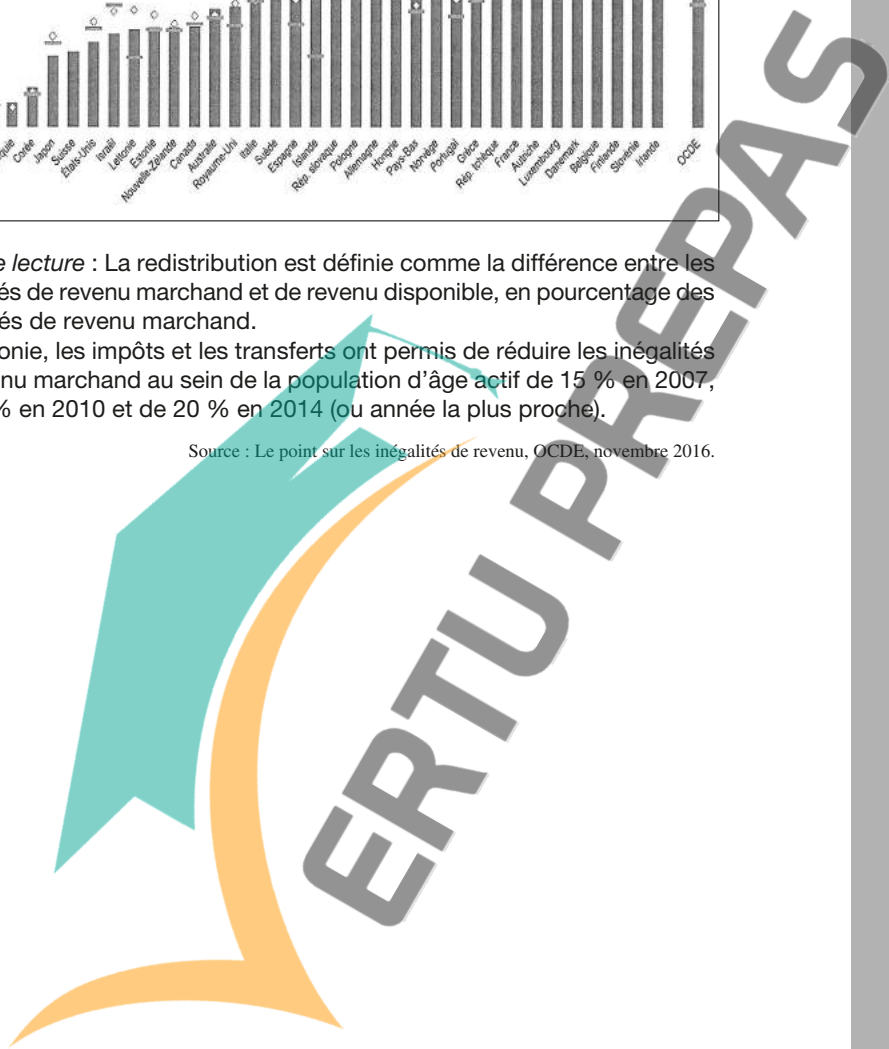 Corée
Japon
Suisse
États-Unis
Israël
Lettonie
Estonie
Nouvelle-Zélande
Canada
Australie
Royaume-Uni
Italie
Suède
Espagne
Islande
Rép. slovaque
Pologne
Allemagne
Hongrie
Pays-Bas
Norvège
Portugal
Grèce
Rép. tchèque
France
Autriche
Luxembourg
Danemark
Belgique
Finlande
Slovénie
Irlande
OCDE
e lecture : La redistribution est définie comme la différence entre les
és de revenu marchand et de revenu disponible, en pourcentage des
és de revenu marchand.
onie, les impôts et les transferts ont permis de réduire les inégalités
nu marchand au sein de la population d'âge actif de 15 % en 2007,
% en 2010 et de 20 % en 2014 (ou année la plus proche).
Source : Le point sur les inégalités de revenu, OCDE, novembre 2016.
ERTU PREPAS